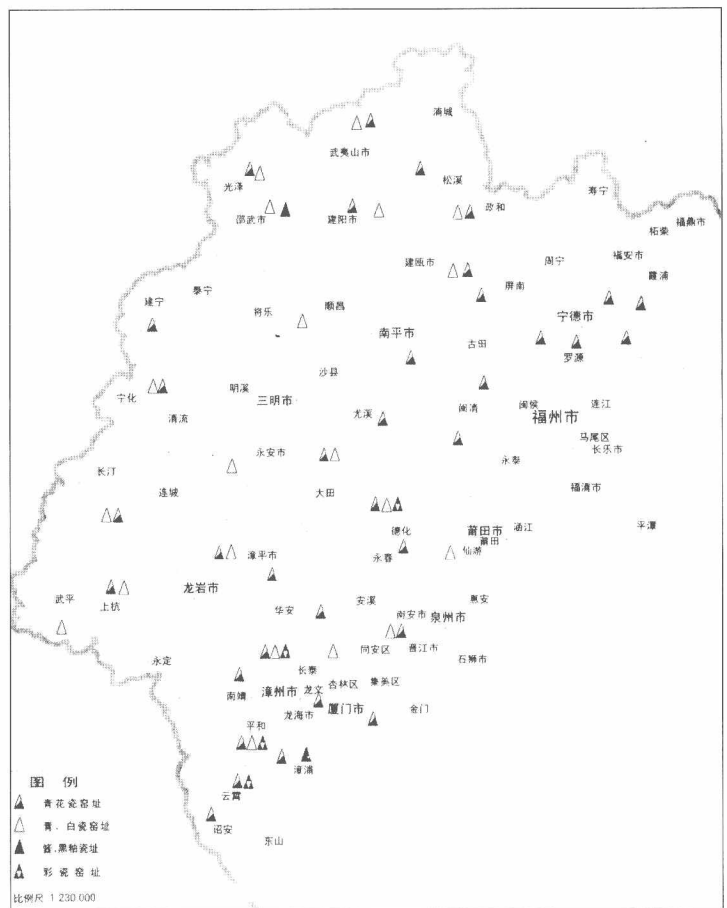 浦城
武夷山市
松溪
光泽
寿宁
政和
邵武市
建阳市
柘荣
福鼎市
建瓯市
周宁
福安市
霞浦
屏南
泰宁
建宁
将乐
顺昌
宁德市
南平市
古田
罗源
沙县
明溪
宁化
三明市
清流
尤溪
闽清
闽侯
连江
福州市
马尾区
长乐市
永安市
永泰
长汀
连城
大田
福清市
德化
莆田市
涵江
平潭
莆田
仙游
永春
漳平市
龙岩市
武平
上杭
华安
安溪
惠安
南安市
泉州市
同安区
晋江市
石狮市
永定
长泰
南靖
漳州市
龙文
杏林区
集美区
龙海市
厦门市
金门
平和
漳浦
云霄
诏安
东山
图 例
青花瓷窑址
青、白瓷窑址
酱、黑釉瓷址
彩瓷窑址
比例尺 1 230 000